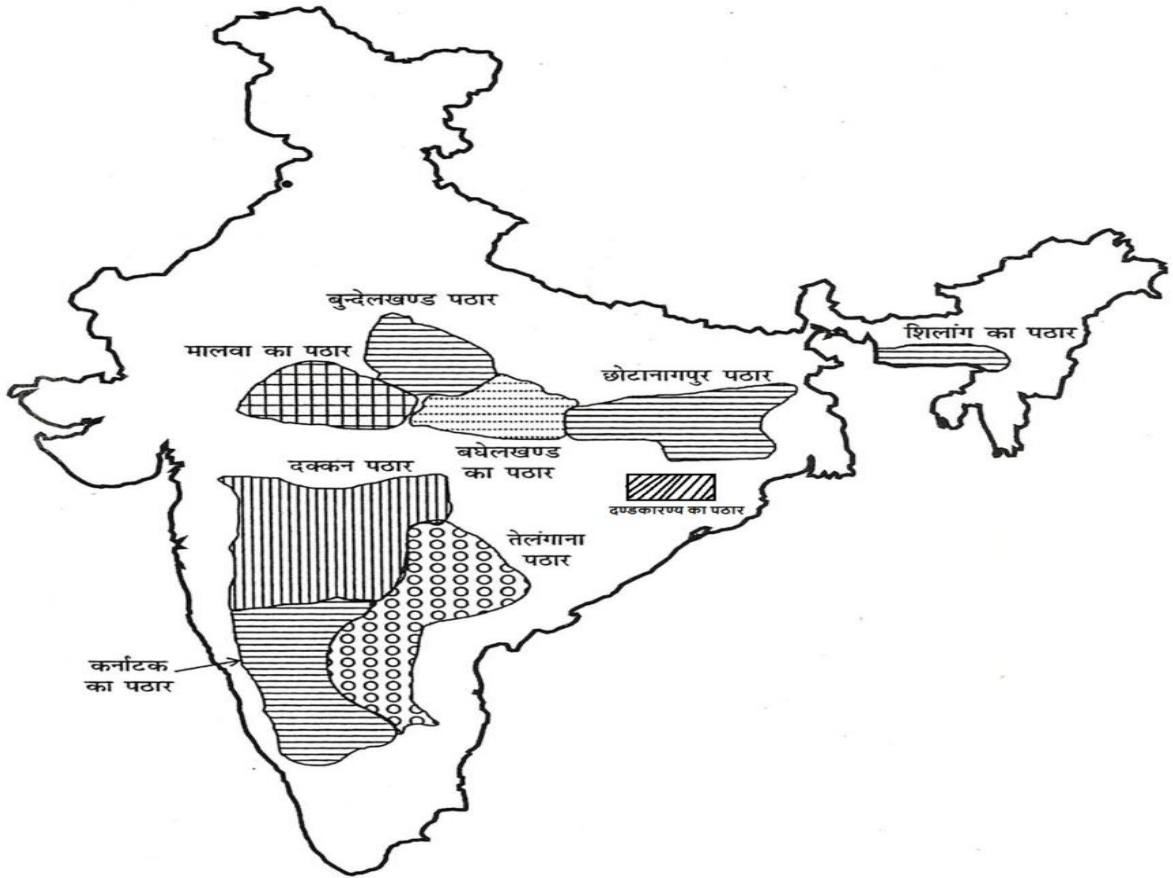 बुन्देलखण्ड पठार
शिलांग का पठार
मालवा का पठार
छोटानागपुर पठार
बघेलखण्ड
का पठार
दक्कन पठार
दण्डकारण्य का पठार
तेलंगाना
पठार
कर्नाटक
का पठार